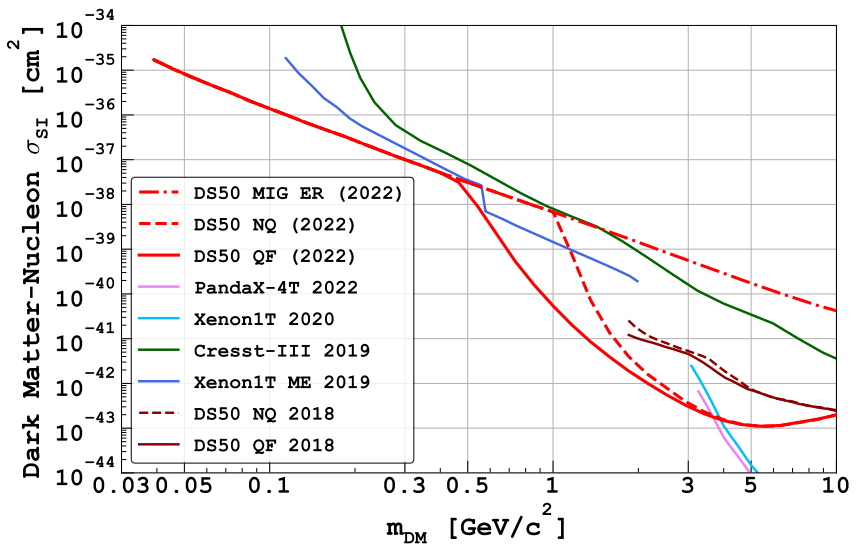 10^−34
10^−35
10^−36
10^−37
10^−38
10^−39
10^−40
10^−41
10^−42
10^−43
10^−44
Dark Matter-Nucleon σ_SI [cm^2]
DS50 MIG ER (2022)
DS50 NQ (2022)
DS50 QF (2022)
PandaX-4T 2022
Xenon1T 2020
Cresst-III 2019
Xenon1T ME 2019
DS50 NQ 2018
DS50 QF 2018
0.03 0.05 0.1 0.3 0.5 1 3 5 10
m_DM [GeV/c^2]